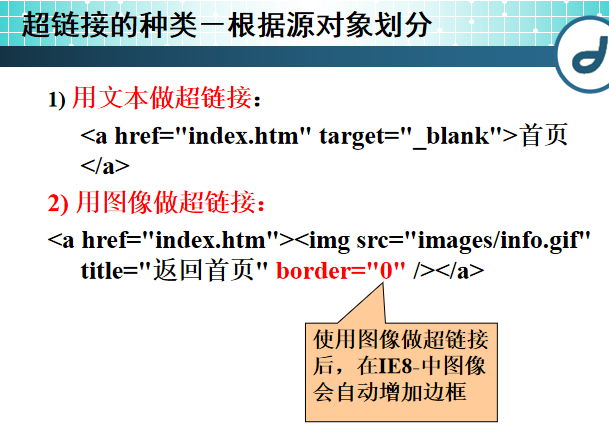 超链接的种类－根据源对象划分
1) 用文本做超链接：
<a href="index.htm" target="_blank">首页
</a>
2) 用图像做超链接：
<a href="index.htm"><img src="images/info.gif"
title="返回首页" border="0" /></a>
使用图像做超链接
后，在IE8-中图像
会自动增加边框